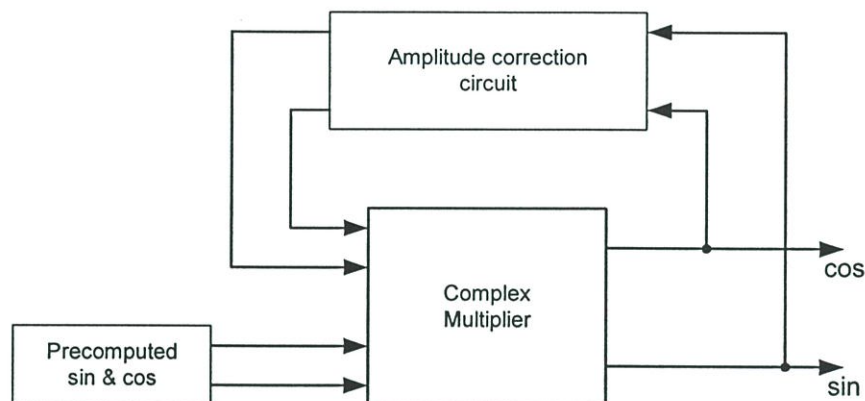 Amplitude correction
circuit
cos
Complex
Multiplier
Precomputed
sin & cos
sin